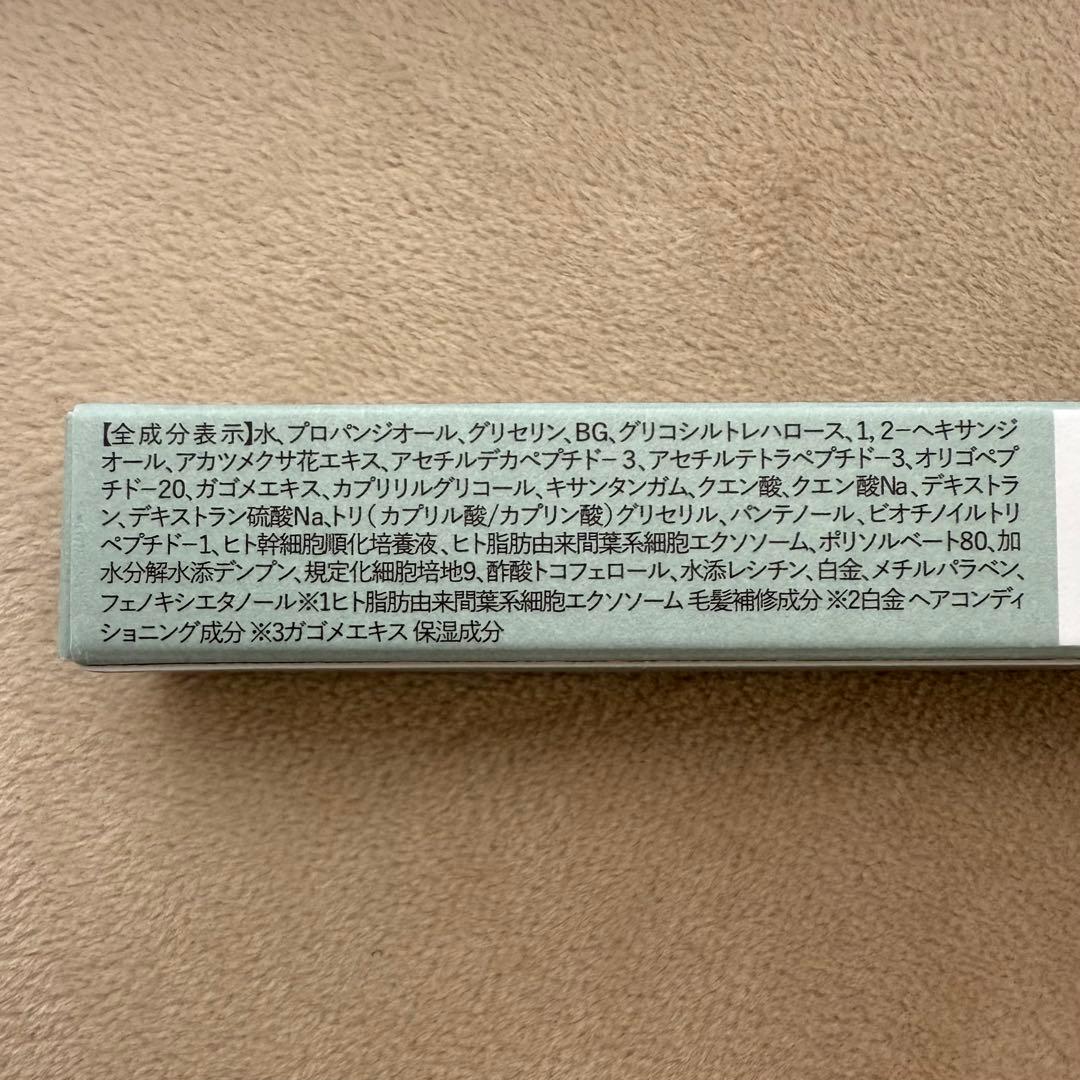 【全成分表示】水、プロパンジオール、グリセリン、BG、グリコシルトレハロース、1,2-ヘキサンジ
オール、アカツメクサ花エキス、アセチルデカペプチド-3、アセチルテトラペプチド-3、オリゴペプ
チド-20、ガゴメエキス、カプリリルグリコール、キサンタンガム、クエン酸、クエン酸Na、デキストラ
ン、デキストラン硫酸Na、トリ(カプリル酸/カプリン酸)グリセリル、パンテノール、ビオチノイルトリ
ペプチド-1、ヒト幹細胞順化培養液、ヒト脂肪由来間葉系細胞エクソソーム、ポリソルベート80、加
水分解水添デンプン、規定化細胞培地9、酢酸トコフェロール、水添レシチン、白金、メチルパラベン、
フェノキシエタノール※1ヒト脂肪由来間葉系細胞エクソソーム 毛髪補修成分 ※2白金 ヘアコンディ
ショニング成分 ※3ガゴメエキス 保湿成分